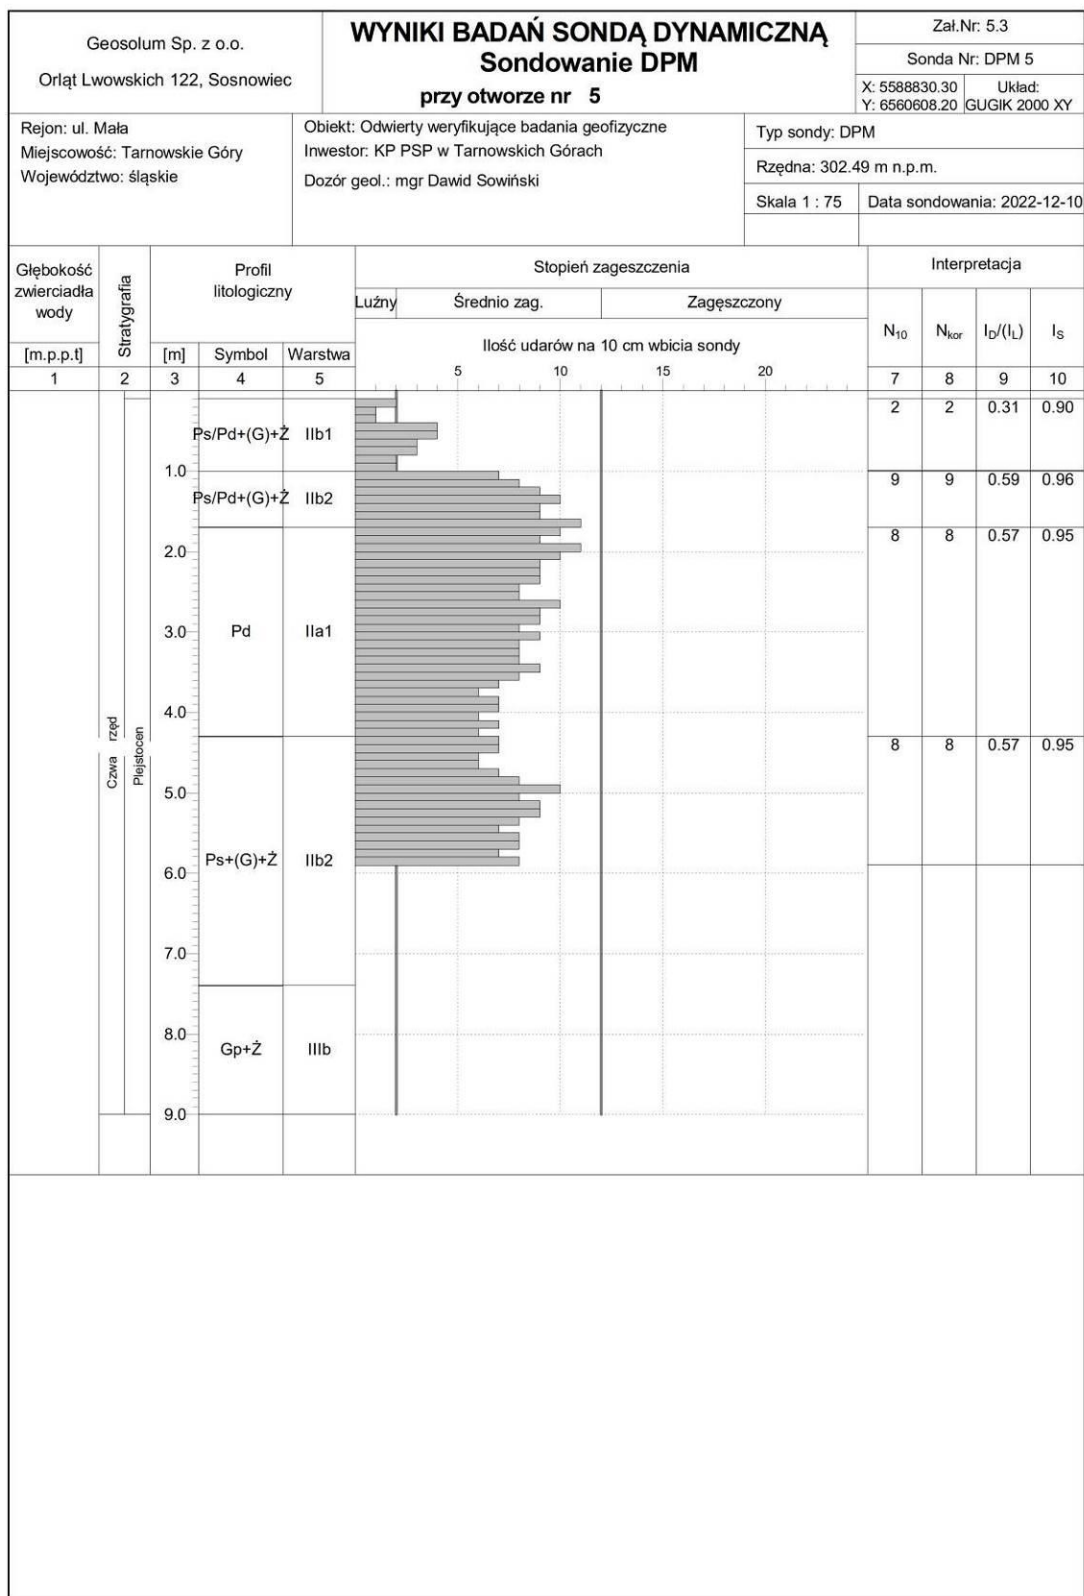 Geosolum Sp. z o.o.
Orląt Lwowskich 122, Sosnowiec
WYNIKI BADAŃ SONDĄ DYNAMICZNĄ
Sondowanie DPM
przy otworze nr 5
Zał.Nr: 5.3
Sonda Nr: DPM 5
X: 5588830.30
Y: 6560608.20
Układ:
GUGIK 2000 XY
Rejon: ul. Mała
Miejscowość: Tarnowskie Góry
Województwo: śląskie
Obiekt: Odwierty weryfikujące badania geofizyczne
Inwestor: KP PSP w Tarnowskich Górach
Dozór geol.: mgr Dawid Sowiński
Typ sondy: DPM
Rzędna: 302.49 m n.p.m.
Skala 1 : 75
Data sondowania: 2022-12-10
Głębokość
zwierciadła
wody
[m.p.p.t]
Stratygrafia
Profil
litologiczny
[m] Symbol Warstwa
Stopień zagęszczenia
Luźny Średnio zag. Zagęszczony
Ilość udarów na 10 cm wbicia sondy
5 10 15 20
Interpretacja
N10 Nkor ID/(IL) IS
1 2 3 4 5 7 8 9 10
Ps/Pd+(G)+Ż IIb1 2 2 0.31 0.90
1.0
Ps/Pd+(G)+Ż IIb2 9 9 0.59 0.96
8 8 0.57 0.95
2.0
3.0 Pd IIa1
4.0
8 8 0.57 0.95
Czwa rzęd
Plejstocen
5.0
Ps+(G)+Ż IIb2
6.0
7.0
8.0
Gp+Ż IIIb
9.0